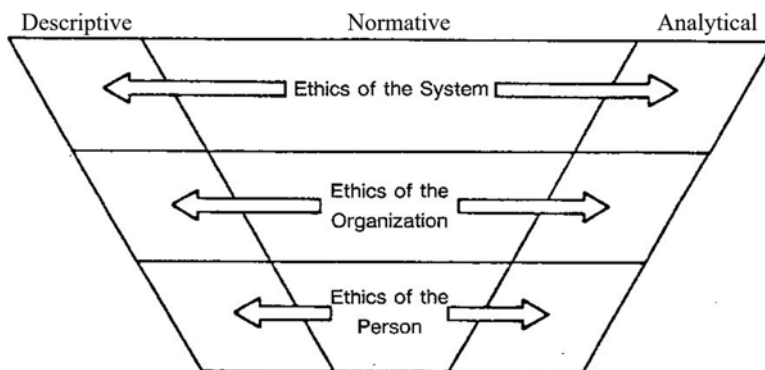 Descriptive Normative Analytical
Ethics of the System
Ethics of the
Organization
Ethics of the
Person